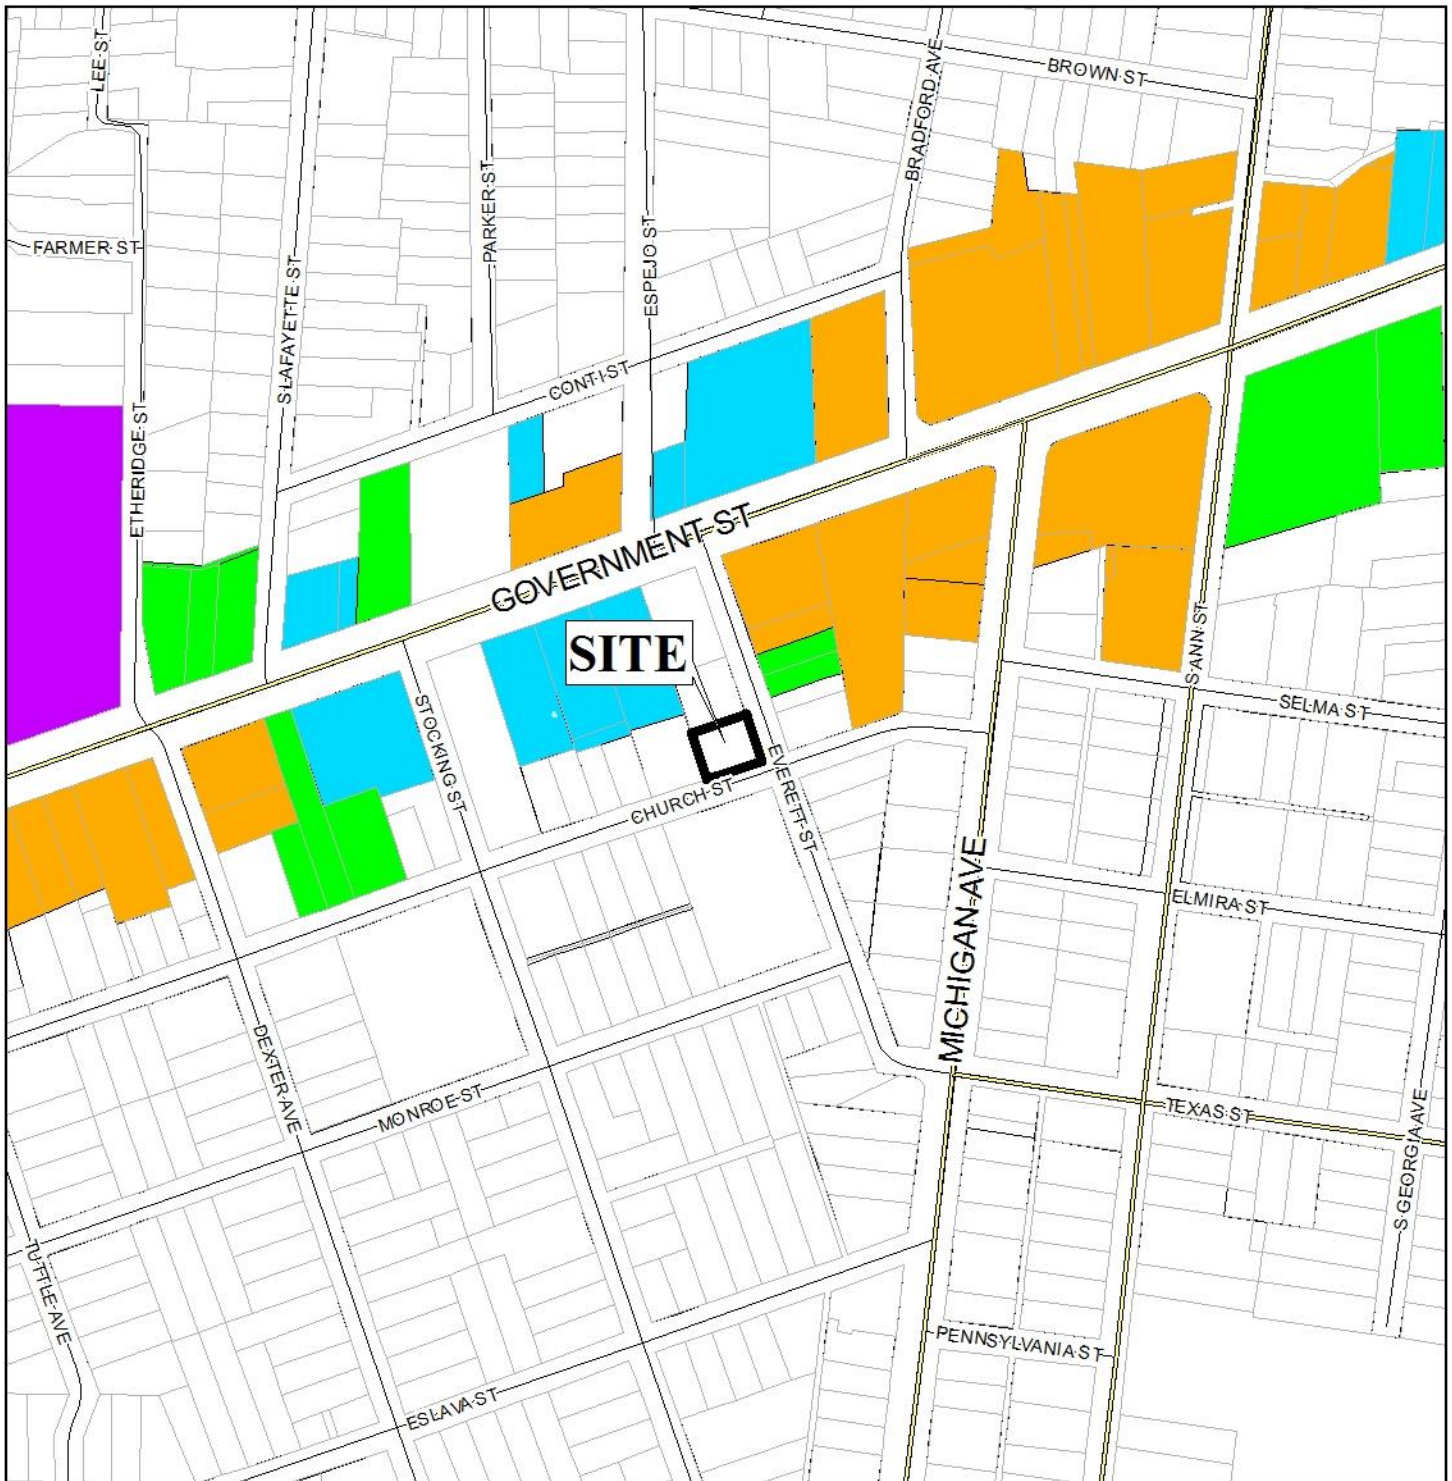 LEE ST
BROWN ST
BRADFORD AVE
PARKER ST
FARMER ST
ESPEJO ST
S LAFAYETTE ST
CONTI ST
ETHERIDGE ST
GOVERNMENT ST
SITE
S ANN ST
SELMA ST
STOCKING ST
EVERETT ST
CHURCH ST
MICHIGAN AVE
ELMIRA ST
DEXTER AVE
MONROE ST
TEXAS ST
S GEORGIA AVE
TUTTLE AVE
PENNSYLVANIA ST
ESLAVA ST